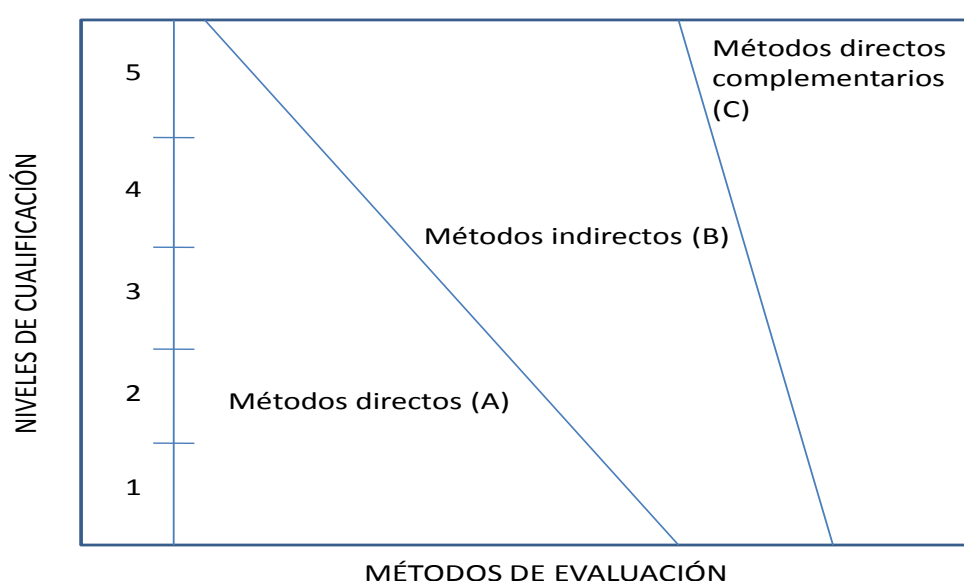 Métodos directos
complementarios
(C)
5
4
Métodos indirectos (B)
3
2
Métodos directos (A)
1
NIVELES DE CUALIFICACIÓN
MÉTODOS DE EVALUACIÓN